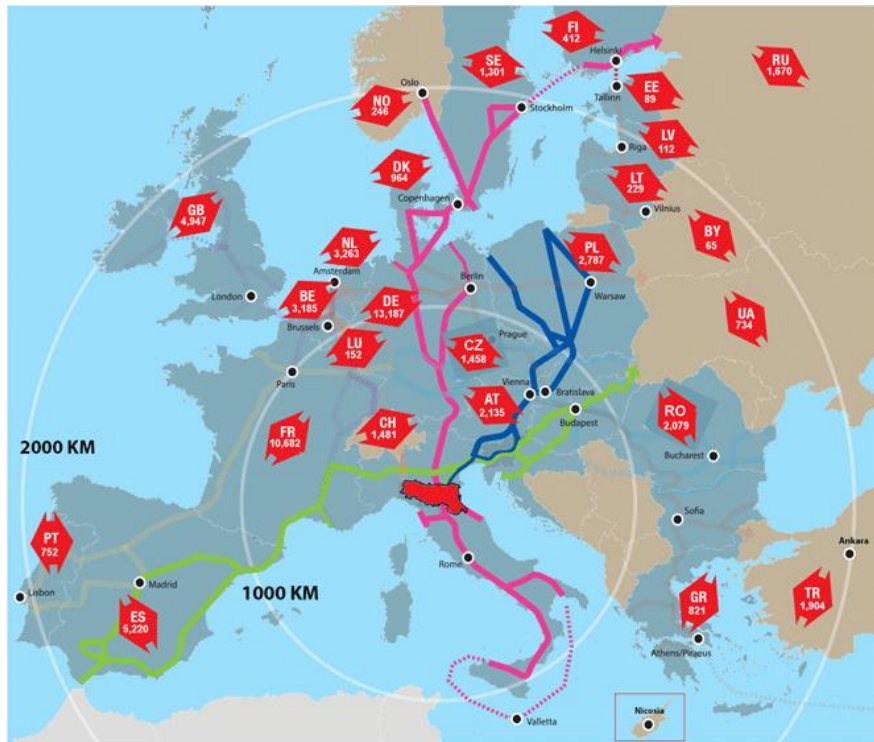 FI
412
Helsinki
SE
1,301
RU
1,670
Oslo
NO
246
EE
89
Tallinn
Stockholm
LV
112
Riga
DK
964
LT
229
Copenhagen
Vilnius
GB
4,947
BY
65
NL
3,263
PL
2,787
Amsterdam
Berlin
BE
3,185
DE
13,187
London
Warsaw
UA
734
Brussels
Prague
LU
152
CZ
1,458
Paris
Vienna
Bratislava
AT
2,135
Budapest
RO
2,079
CH
1,481
FR
10,682
2000 KM
Bucharest
Sofia
PT
752
Ankara
Rome
Madrid
1000 KM
Lisbon
ES
5,220
GR
821
TR
1,904
Athens/Piraeus
Nicosia
Valletta